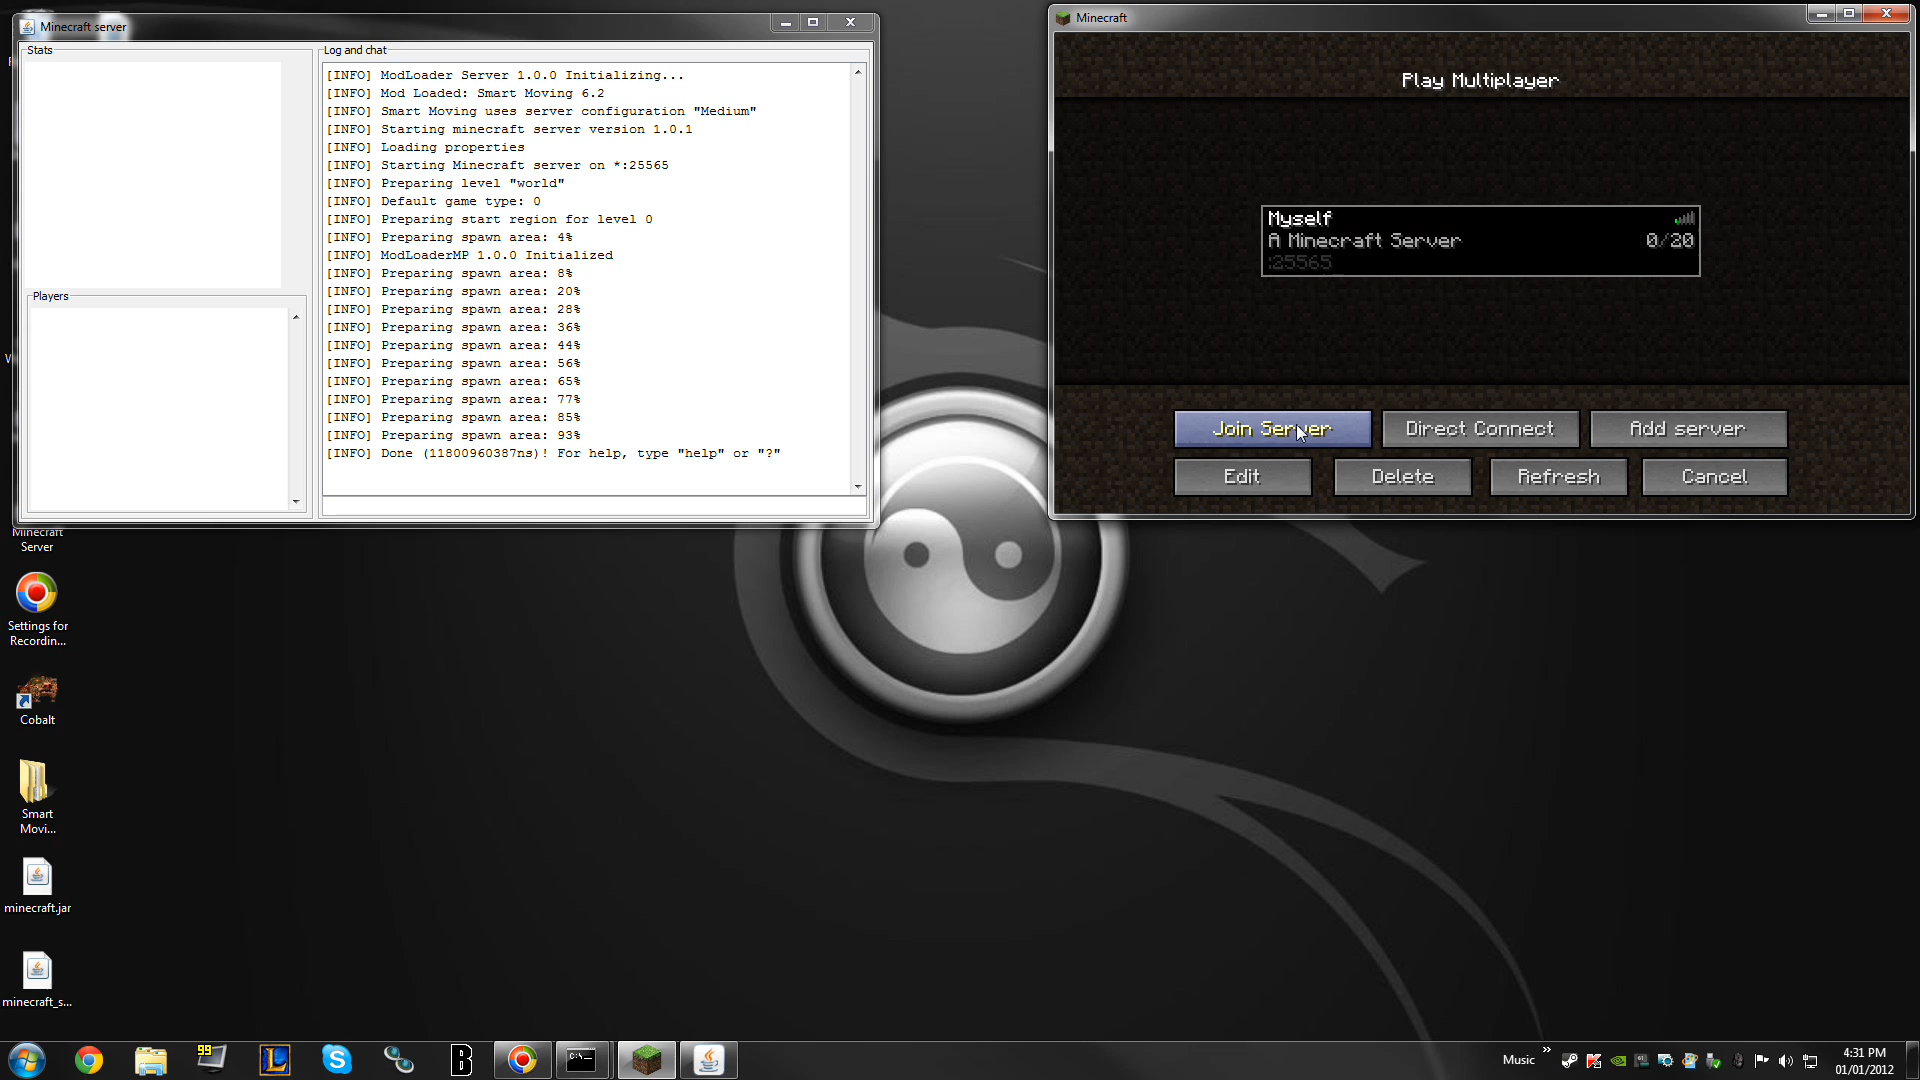 Minecraft server
Stats
Players
Log and chat
[INFO] ModLoader Server 1.0.0 Initializing...
[INFO] Mod Loaded: Smart Moving 6.2
[INFO] Smart Moving uses server configuration "Medium"
[INFO] Starting minecraft server version 1.0.1
[INFO] Loading properties
[INFO] Starting Minecraft server on *:25565
[INFO] Preparing level "world"
[INFO] Default game type: 0
[INFO] Preparing start region for level 0
[INFO] Preparing spawn area: 4%
[INFO] ModLoaderMP 1.0.0 Initialized
[INFO] Preparing spawn area: 8%
[INFO] Preparing spawn area: 20%
[INFO] Preparing spawn area: 28%
[INFO] Preparing spawn area: 36%
[INFO] Preparing spawn area: 44%
[INFO] Preparing spawn area: 56%
[INFO] Preparing spawn area: 65%
[INFO] Preparing spawn area: 77%
[INFO] Preparing spawn area: 85%
[INFO] Preparing spawn area: 93%
[INFO] Done (11800960387ns)! For help, type "help" or "?"
Minecraft
Play Multiplayer
Myself
A Minecraft Server 0/20
:25565
Join Server Direct Connect Add server
Edit Delete Refresh Cancel
Minecraft
Server
Settings for
Recordin...
Cobalt
Smart
Movi...
minecraft.jar
minecraft_s...
99
L
S
B
C:\_
Music »
4:31 PM
01/01/2012